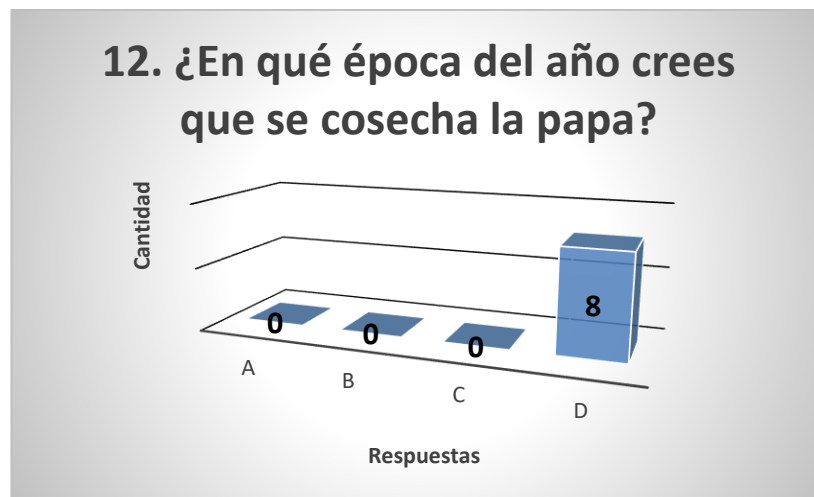 12. ¿En qué época del año crees
que se cosecha la papa?
Cantidad
0
0
0
8
A
B
C
D
Respuestas